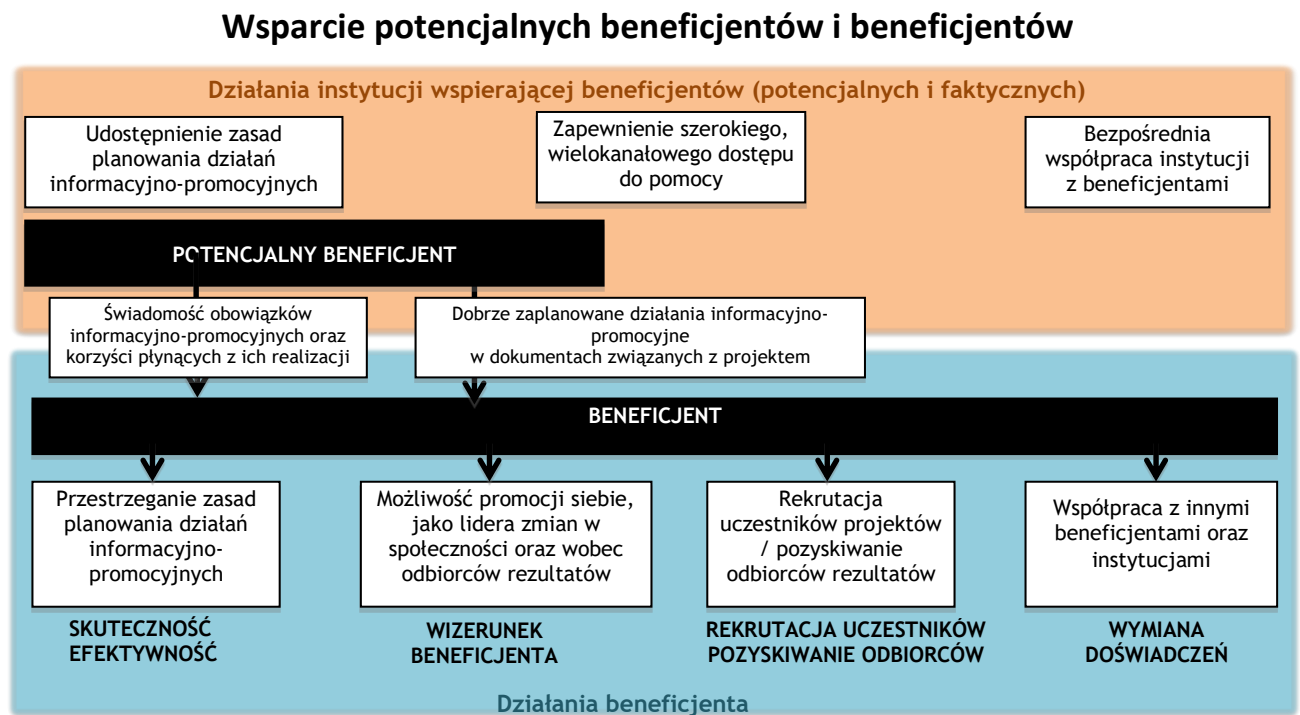 Wsparcie potencjalnych beneficjentów i beneficjentów
Działania instytucji wspierającej beneficjentów (potencjalnych i faktycznych)
Udostępnienie zasad
planowania działań
informacyjno-promocyjnych
Zapewnienie szerokiego,
wielokanałowego dostępu
do pomocy
Bezpośrednia
współpraca instytucji
z beneficjentami
POTENCJALNY BENEFICJENT
Świadomość obowiązków
informacyjno-promocyjnych oraz
korzyści płynących z ich realizacji
Dobrze zaplanowane działania informacyjno-
promocyjne
w dokumentach związanych z projektem
BENEFICJENT
Przestrzeganie zasad
planowania działań
informacyjno-
promocyjnych
Możliwość promocji siebie,
jako lidera zmian w
społeczności oraz wobec
odbiorców rezultatów
Rekrutacja
uczestników projektów
/ pozyskiwanie
odbiorców rezultatów
Współpraca z innymi
beneficjentami oraz
instytucjami
SKUTECZNOŚĆ
EFEKTYWNOŚĆ
WIZERUNEK
BENEFICJENTA
REKRUTACJA UCZESTNIKÓW
POZYSKIWANIE ODBIORCÓW
WYMIANA
DOŚWIADCZEŃ
Działania beneficjenta